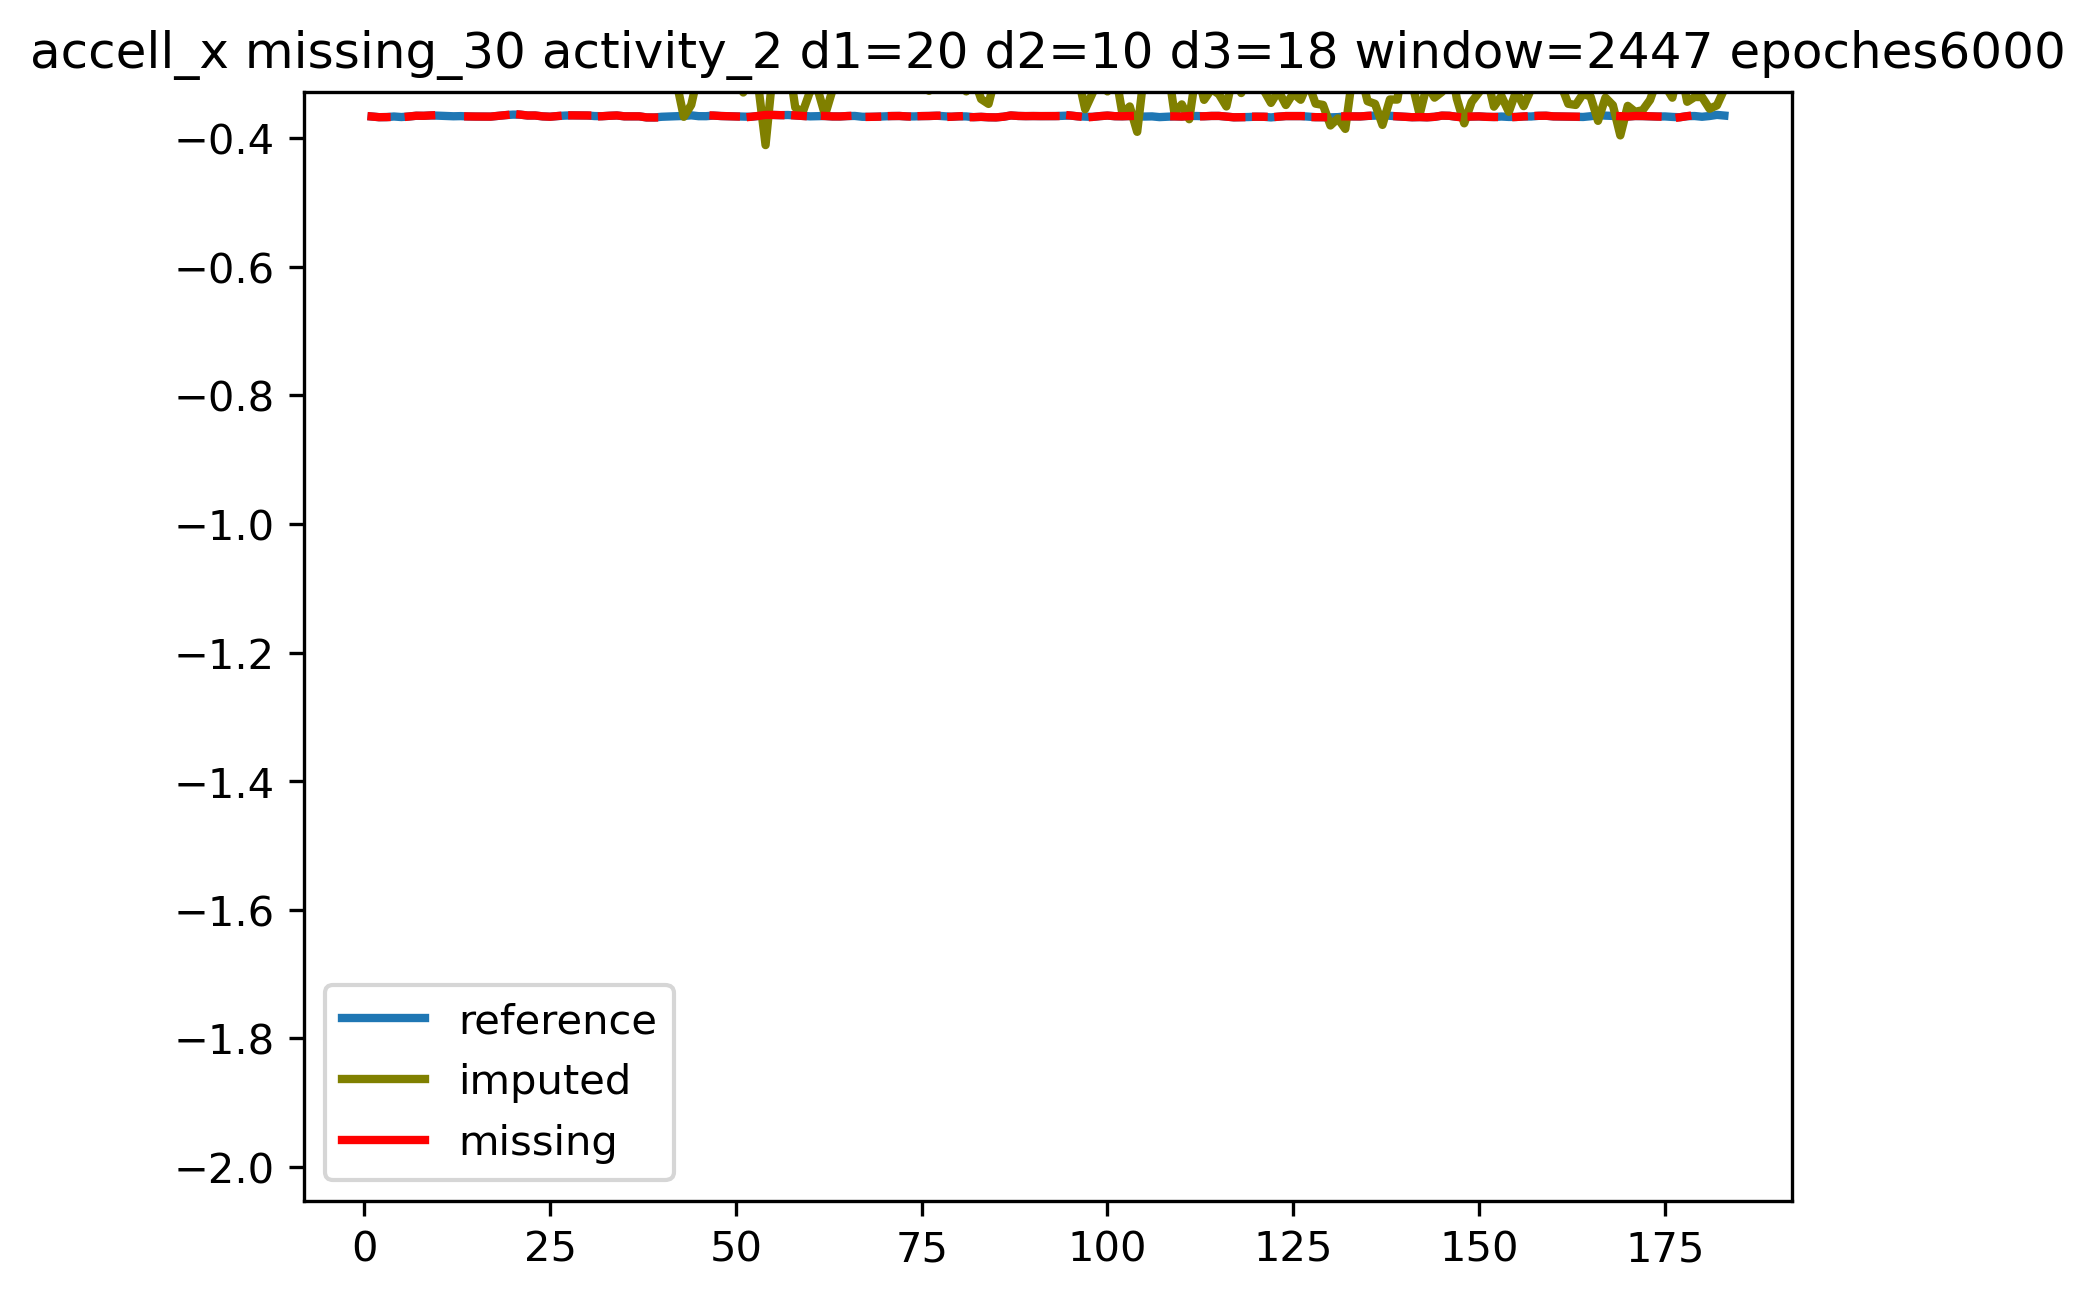 accell_x missing_30 activity_2 d1=20 d2=10 d3=18 window=2447 epoches6000
−0.4
−0.6
−0.8
−1.0
−1.2
−1.4
−1.6
−1.8
−2.0
reference
imputed
missing
0 25 50 75 100 125 150 175